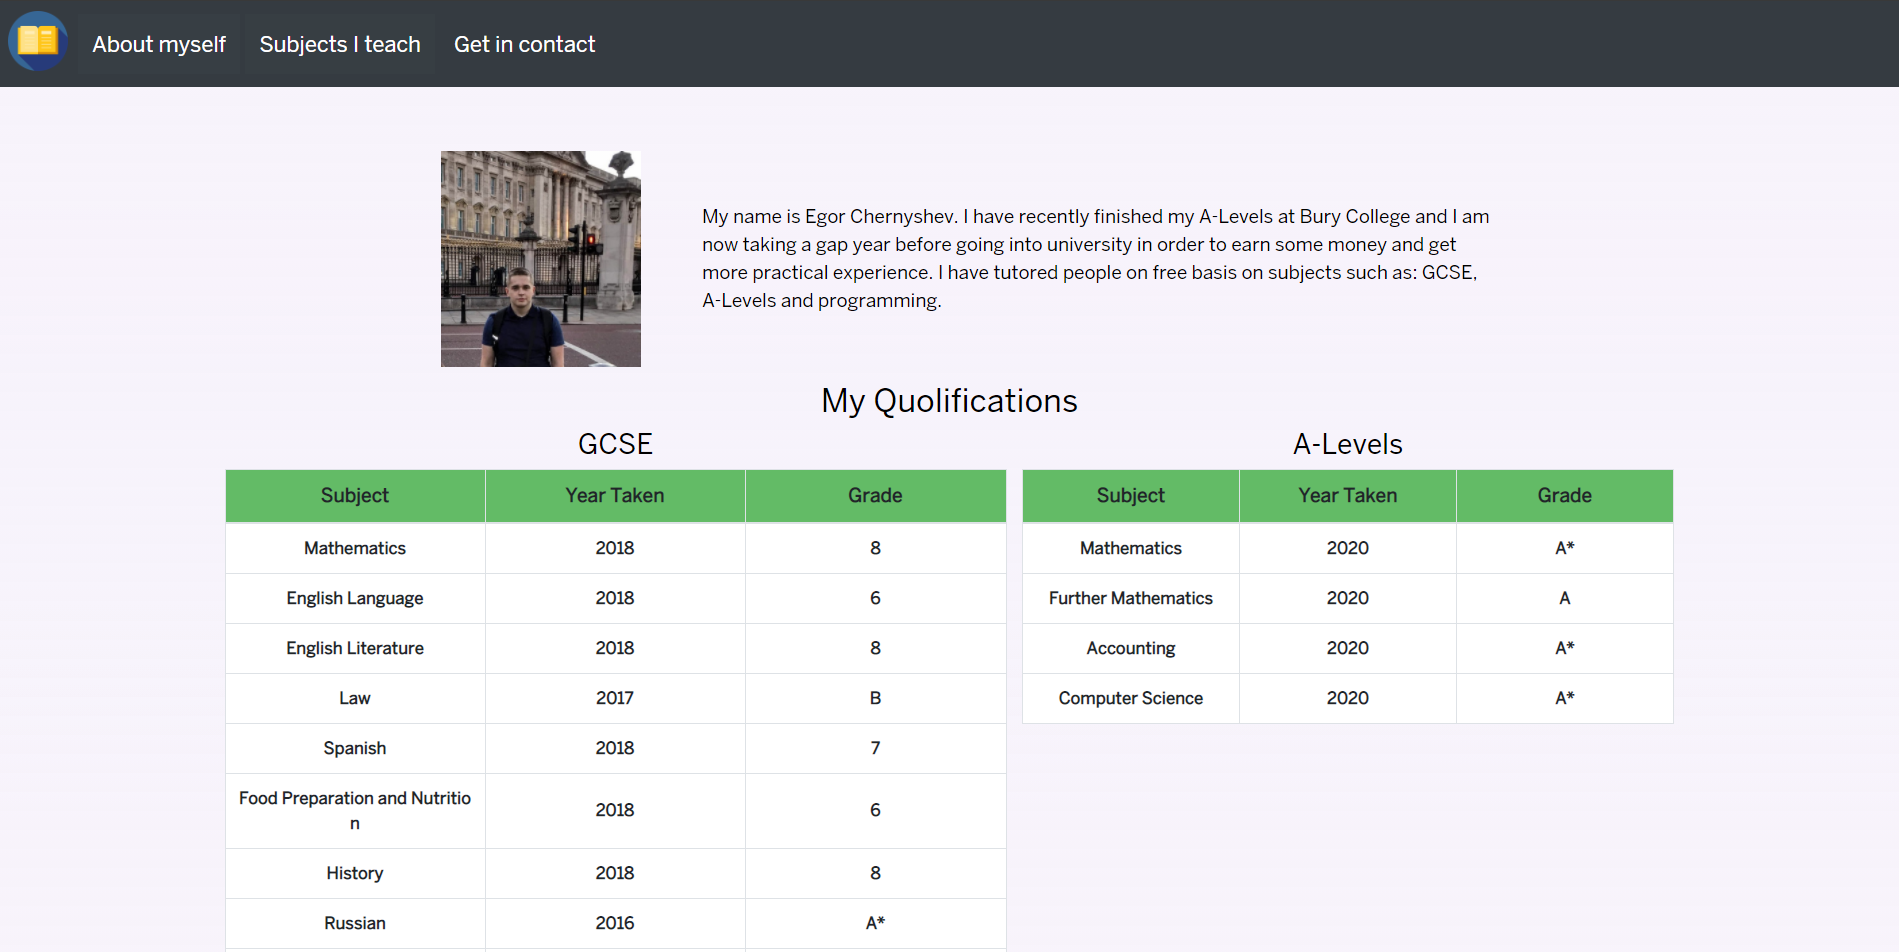 About myself Subjects I teach Get in contact
My name is Egor Chernyshev. I have recently finished my A-Levels at Bury College and I am
now taking a gap year before going into university in order to earn some money and get
more practical experience. I have tutored people on free basis on subjects such as: GCSE,
A-Levels and programming.
My Quolifications
GCSE
Subject Year Taken Grade
Mathematics 2018 8
English Language 2018 6
English Literature 2018 8
Law 2017 B
Spanish 2018 7
Food Preparation and Nutritio
n 2018 6
History 2018 8
Russian 2016 A*
A-Levels
Subject Year Taken Grade
Mathematics 2020 A*
Further Mathematics 2020 A
Accounting 2020 A*
Computer Science 2020 A*